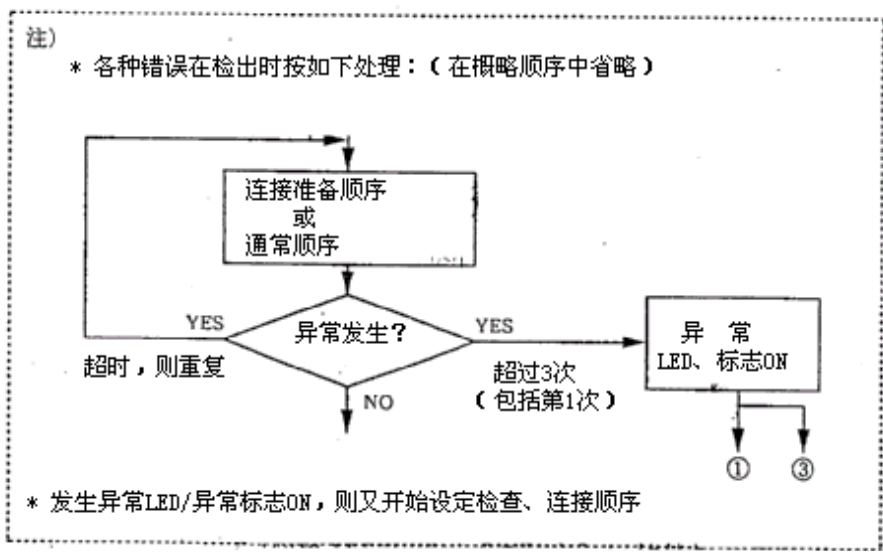 注)
* 各种错误在检出时按如下处理：（在概略顺序中省略）
连接准备顺序
或
通常顺序
YES
异常发生？
YES
异 常
LED、标志ON
超时，则重复
超过3次
（包括第1次）
NO
①
③
* 发生异常LED/异常标志ON，则又开始设定检查、连接顺序